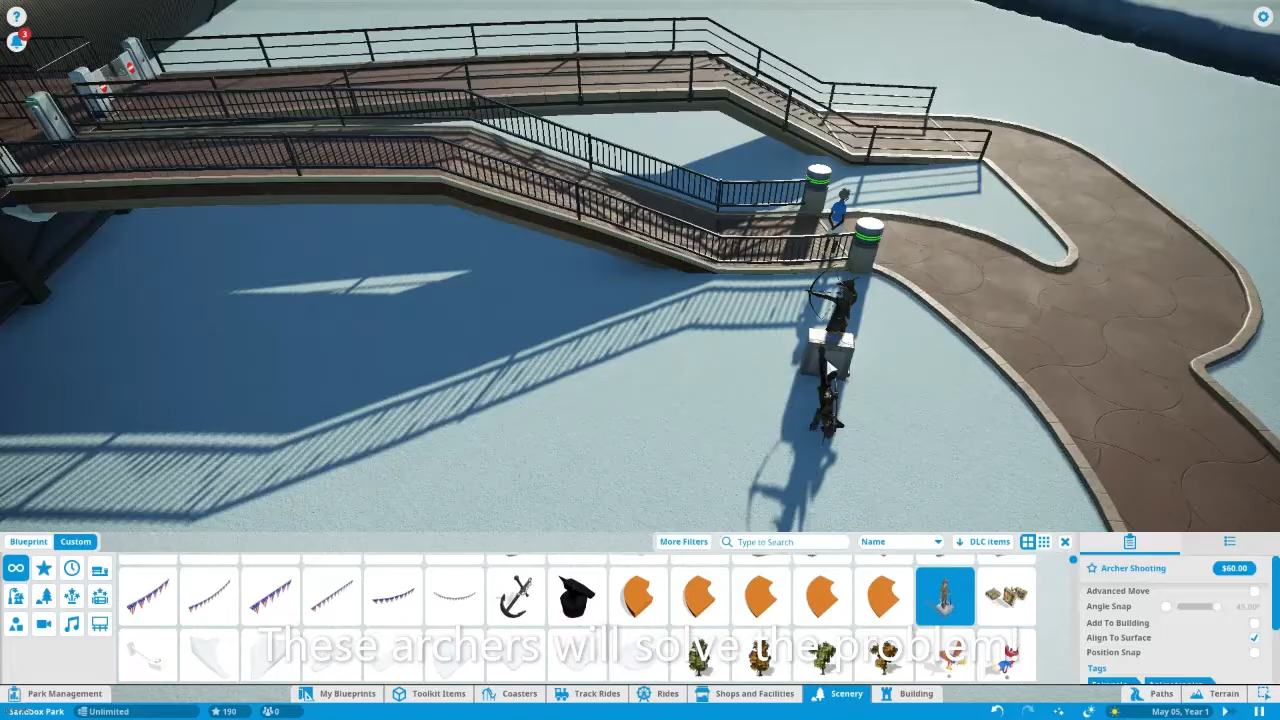 ?
3
Blueprint Custom More Filters Type to Search Name DLC items
Archer Shooting $60.00
Advanced Move
Angle Snap 45.00°
Add To Building
Align To Surface
Position Snap
Tags
These archers will solve the problem!
Park Management My Blueprints Toolkit Items Coasters Track Rides Rides Shops and Facilities Scenery Building Paths Terrain
Sandbox Park Unlimited 190 0 May 05, Year 1